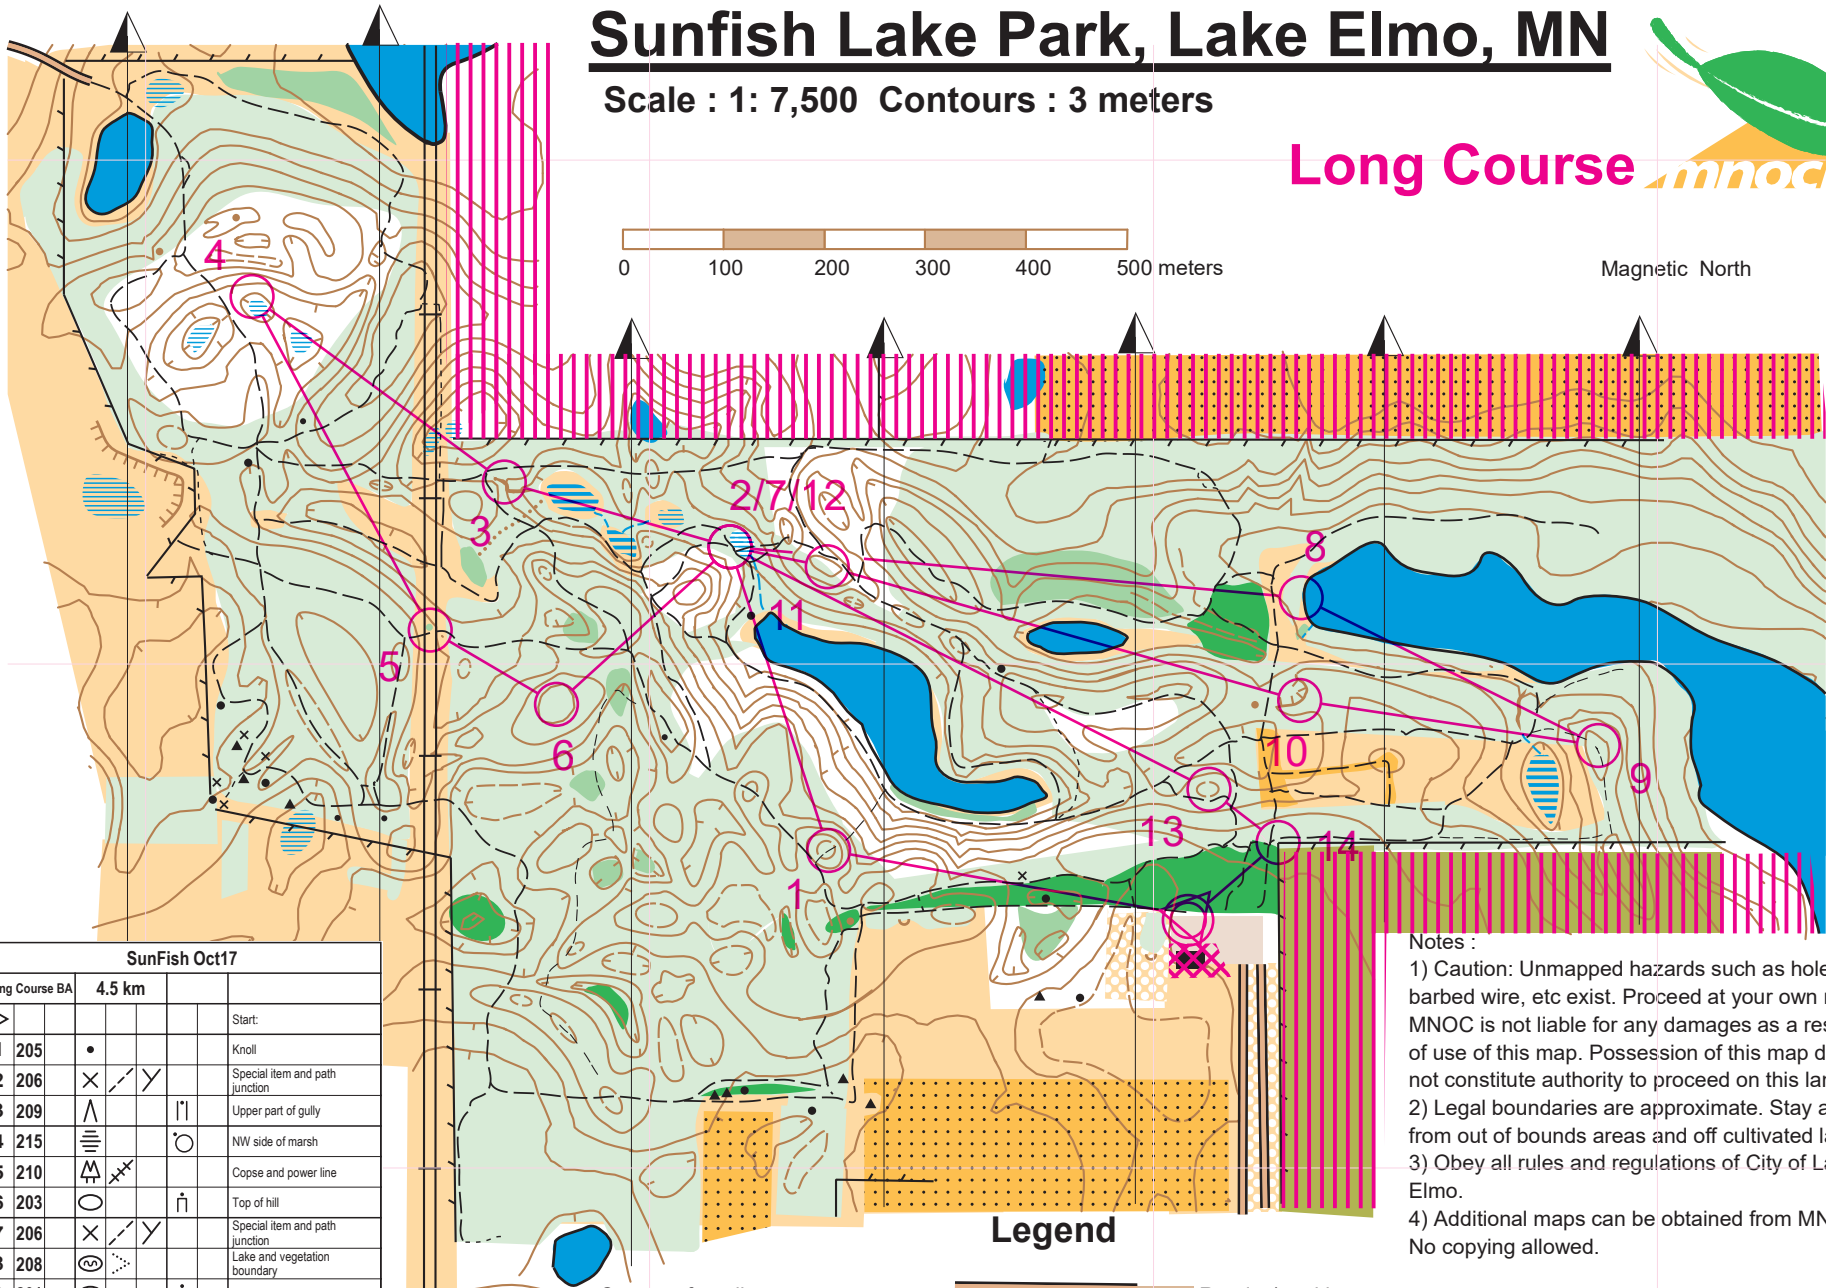 Sunfish Lake Park, Lake Elmo, MN
Scale : 1: 7,500 Contours : 3 meters
Long Course
mnoc
0 100 200 300 400 500 meters
Magnetic North
4
2/7/12
3
8
11
5
6
10
9
13
14
1
SunFish Oct17
Course BA 4.5 km
Start:
205 Knoll
206 Special item and path
junction
209 Upper part of gully
215 NW side of marsh
210 Copse and power line
203 Top of hill
206 Special item and path
junction
208 Lake and vegetation
boundary
Notes :
1) Caution: Unmapped hazards such as hole
barbed wire, etc exist. Proceed at your own
MNOC is not liable for any damages as a res
of use of this map. Possession of this map d
not constitute authority to proceed on this lan
2) Legal boundaries are approximate. Stay a
from out of bounds areas and off cultivated la
3) Obey all rules and regulations of City of La
Elmo.
4) Additional maps can be obtained from MN
No copying allowed.
Legend